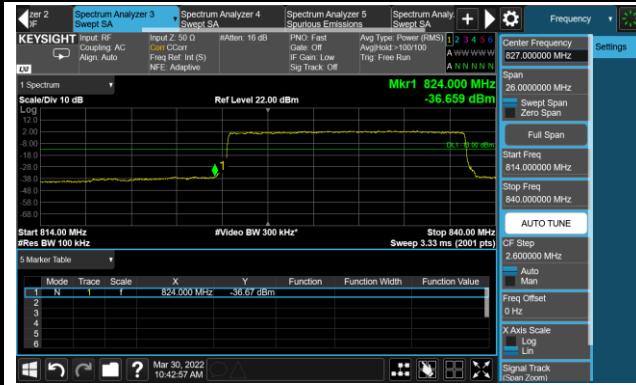 zer 2
Spectrum Analyzer 3
Swept SA
Spectrum Analyzer 4
Swept SA
Spectrum Analyzer 5
Spurious Emissions
Spectrum Analy
Swept SA
+
Frequency
KEYSIGHT
Input: RF
Coupling: AC
Align: Auto
Input Z: 50 Ω
Corr CCorr
Freq Ref: Int (S)
NFE: Adaptive
#Atten: 16 dB
PNO: Fast
Gate: Off
IF Gain: Low
Sig Track: Off
Avg Type: Power (RMS)
Avg|Hold:>100/100
Trig: Free Run
1 2 3 4 5 6
A W W W W W
A N N N N N
LXI
1 Spectrum
Scale/Div 10 dB
Ref Level 22.00 dBm
Mkr1 824.000 MHz
-36.659 dBm
Log
12.0
2.00
-8.00
-18.0
-28.0
-38.0
-48.0
-58.0
-68.0
1
Start 814.00 MHz
#Res BW 100 kHz
#Video BW 300 kHz*
Stop 840.00 MHz
Sweep 3.33 ms (2001 pts)
5 Marker Table
Mode Trace Scale X Y Function Function Width Function Value
1 N 1 f 824.000 MHz -36.67 dBm
2
3
4
5
6
Mar 30, 2022
10:42:57 AM
?
Center Frequency
827.000000 MHz
Span
26.0000000 MHz
Swept Span
Zero Span
Full Span
Start Freq
814.000000 MHz
Stop Freq
840.000000 MHz
AUTO TUNE
CF Step
2.600000 MHz
Auto
Man
Freq Offset
0 Hz
X Axis Scale
Log
Lin
Signal Track
(Span Zoom)
Settings